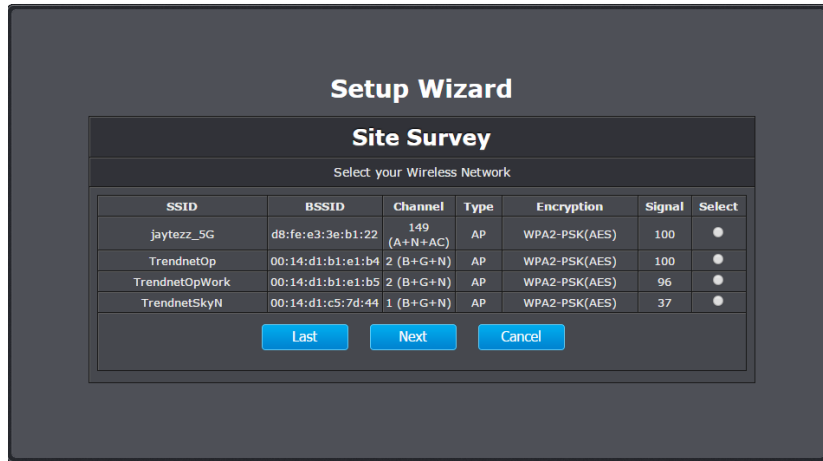 Setup Wizard
Site Survey
Select your Wireless Network
SSID BSSID Channel Type Encryption Signal Select
jaytezz_5G d8:fe:e3:3e:b1:22 149 (A+N+AC) AP WPA2-PSK(AES) 100
TrendnetOp 00:14:d1:b1:e1:b4 2 (B+G+N) AP WPA2-PSK(AES) 100
TrendnetOpWork 00:14:d1:b1:e1:b5 2 (B+G+N) AP WPA2-PSK(AES) 96
TrendnetSkyN 00:14:d1:c5:7d:44 1 (B+G+N) AP WPA2-PSK(AES) 37
Last Next Cancel